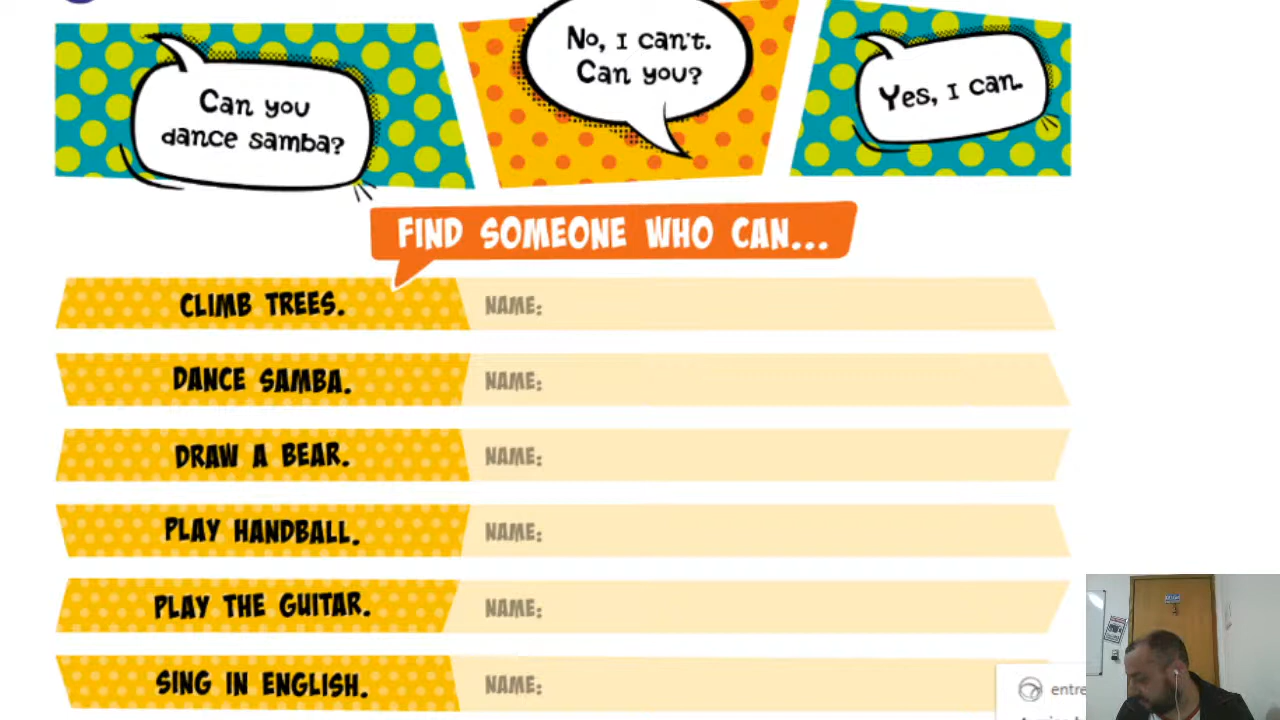 Can you
dance samba?
No, I can't.
Can you?
Yes, I can.
FIND SOMEONE WHO CAN...
CLIMB TREES.
NAME:
DANCE SAMBA.
NAME:
DRAW A BEAR.
NAME:
PLAY HANDBALL.
NAME:
PLAY THE GUITAR.
NAME:
SING IN ENGLISH.
NAME:
entre